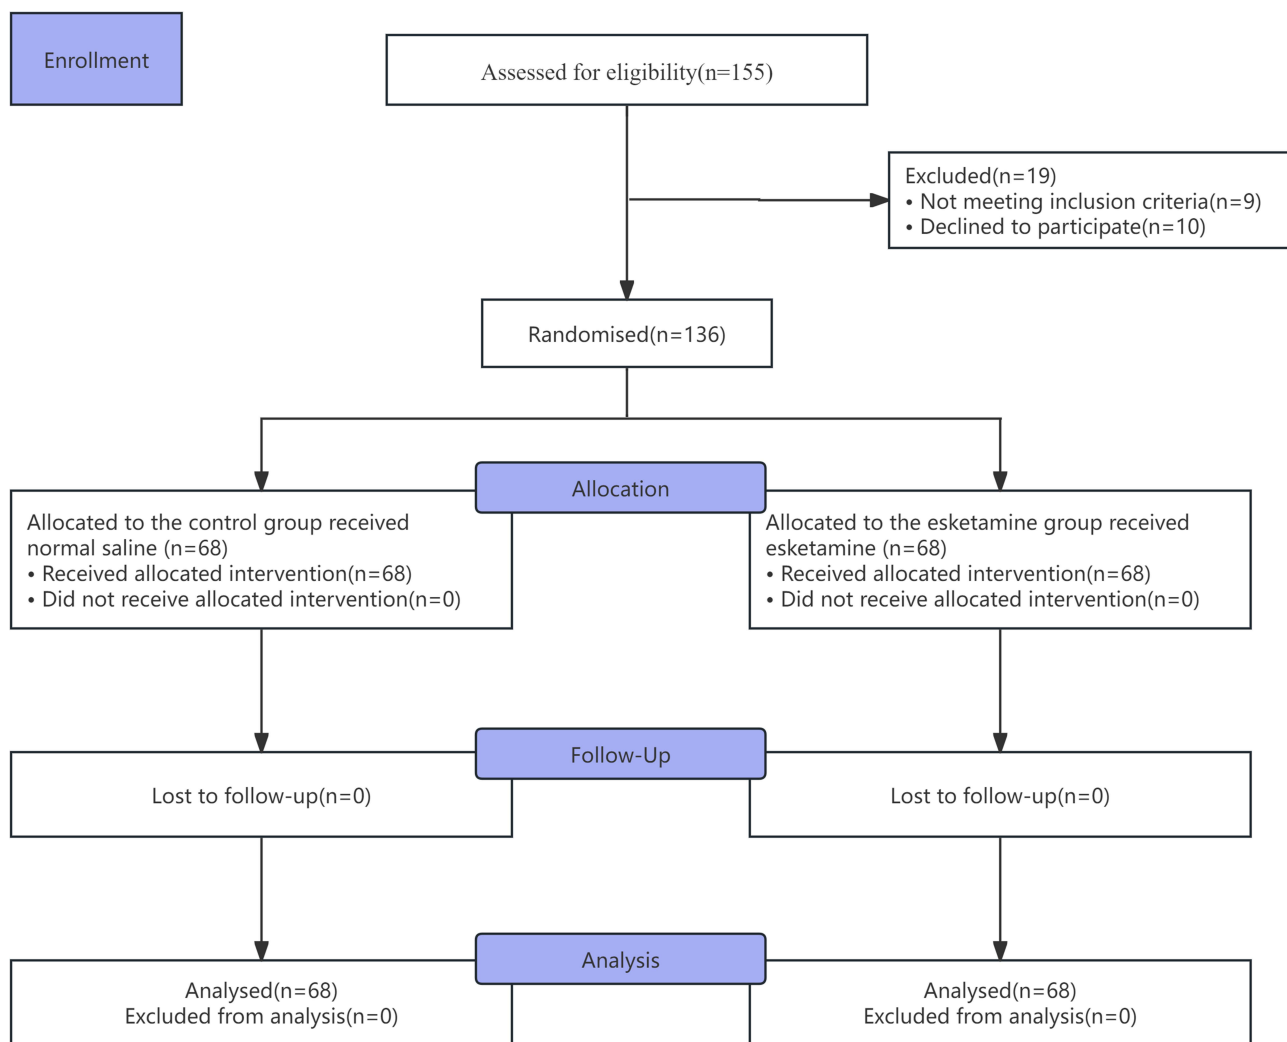 Enrollment
Assessed for eligibility(n=155)
Excluded(n=19)
• Not meeting inclusion criteria(n=9)
• Declined to participate(n=10)
Randomised(n=136)
Allocation
Allocated to the control group received
normal saline (n=68)
• Received allocated intervention(n=68)
• Did not receive allocated intervention(n=0)
Allocated to the esketamine group received
esketamine (n=68)
• Received allocated intervention(n=68)
• Did not receive allocated intervention(n=0)
Follow-Up
Lost to follow-up(n=0)
Lost to follow-up(n=0)
Analysis
Analysed(n=68)
Excluded from analysis(n=0)
Analysed(n=68)
Excluded from analysis(n=0)